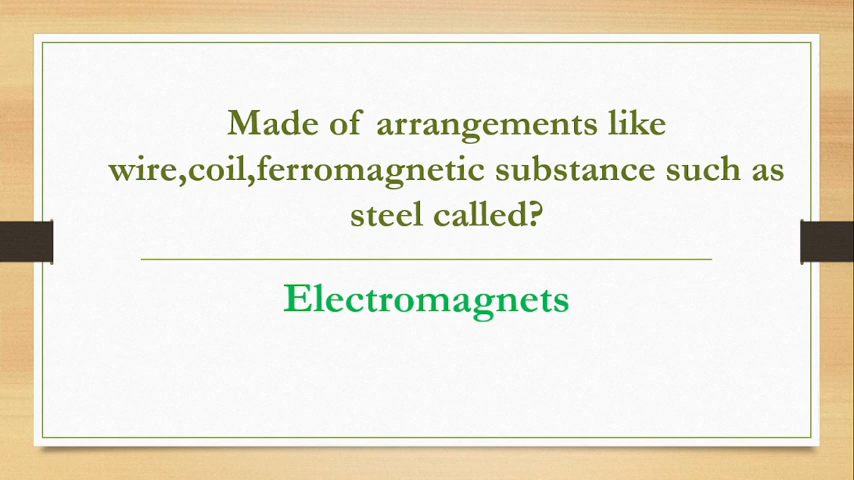 Made of arrangements like
wire,coil,ferromagnetic substance such as
steel called?
Electromagnets